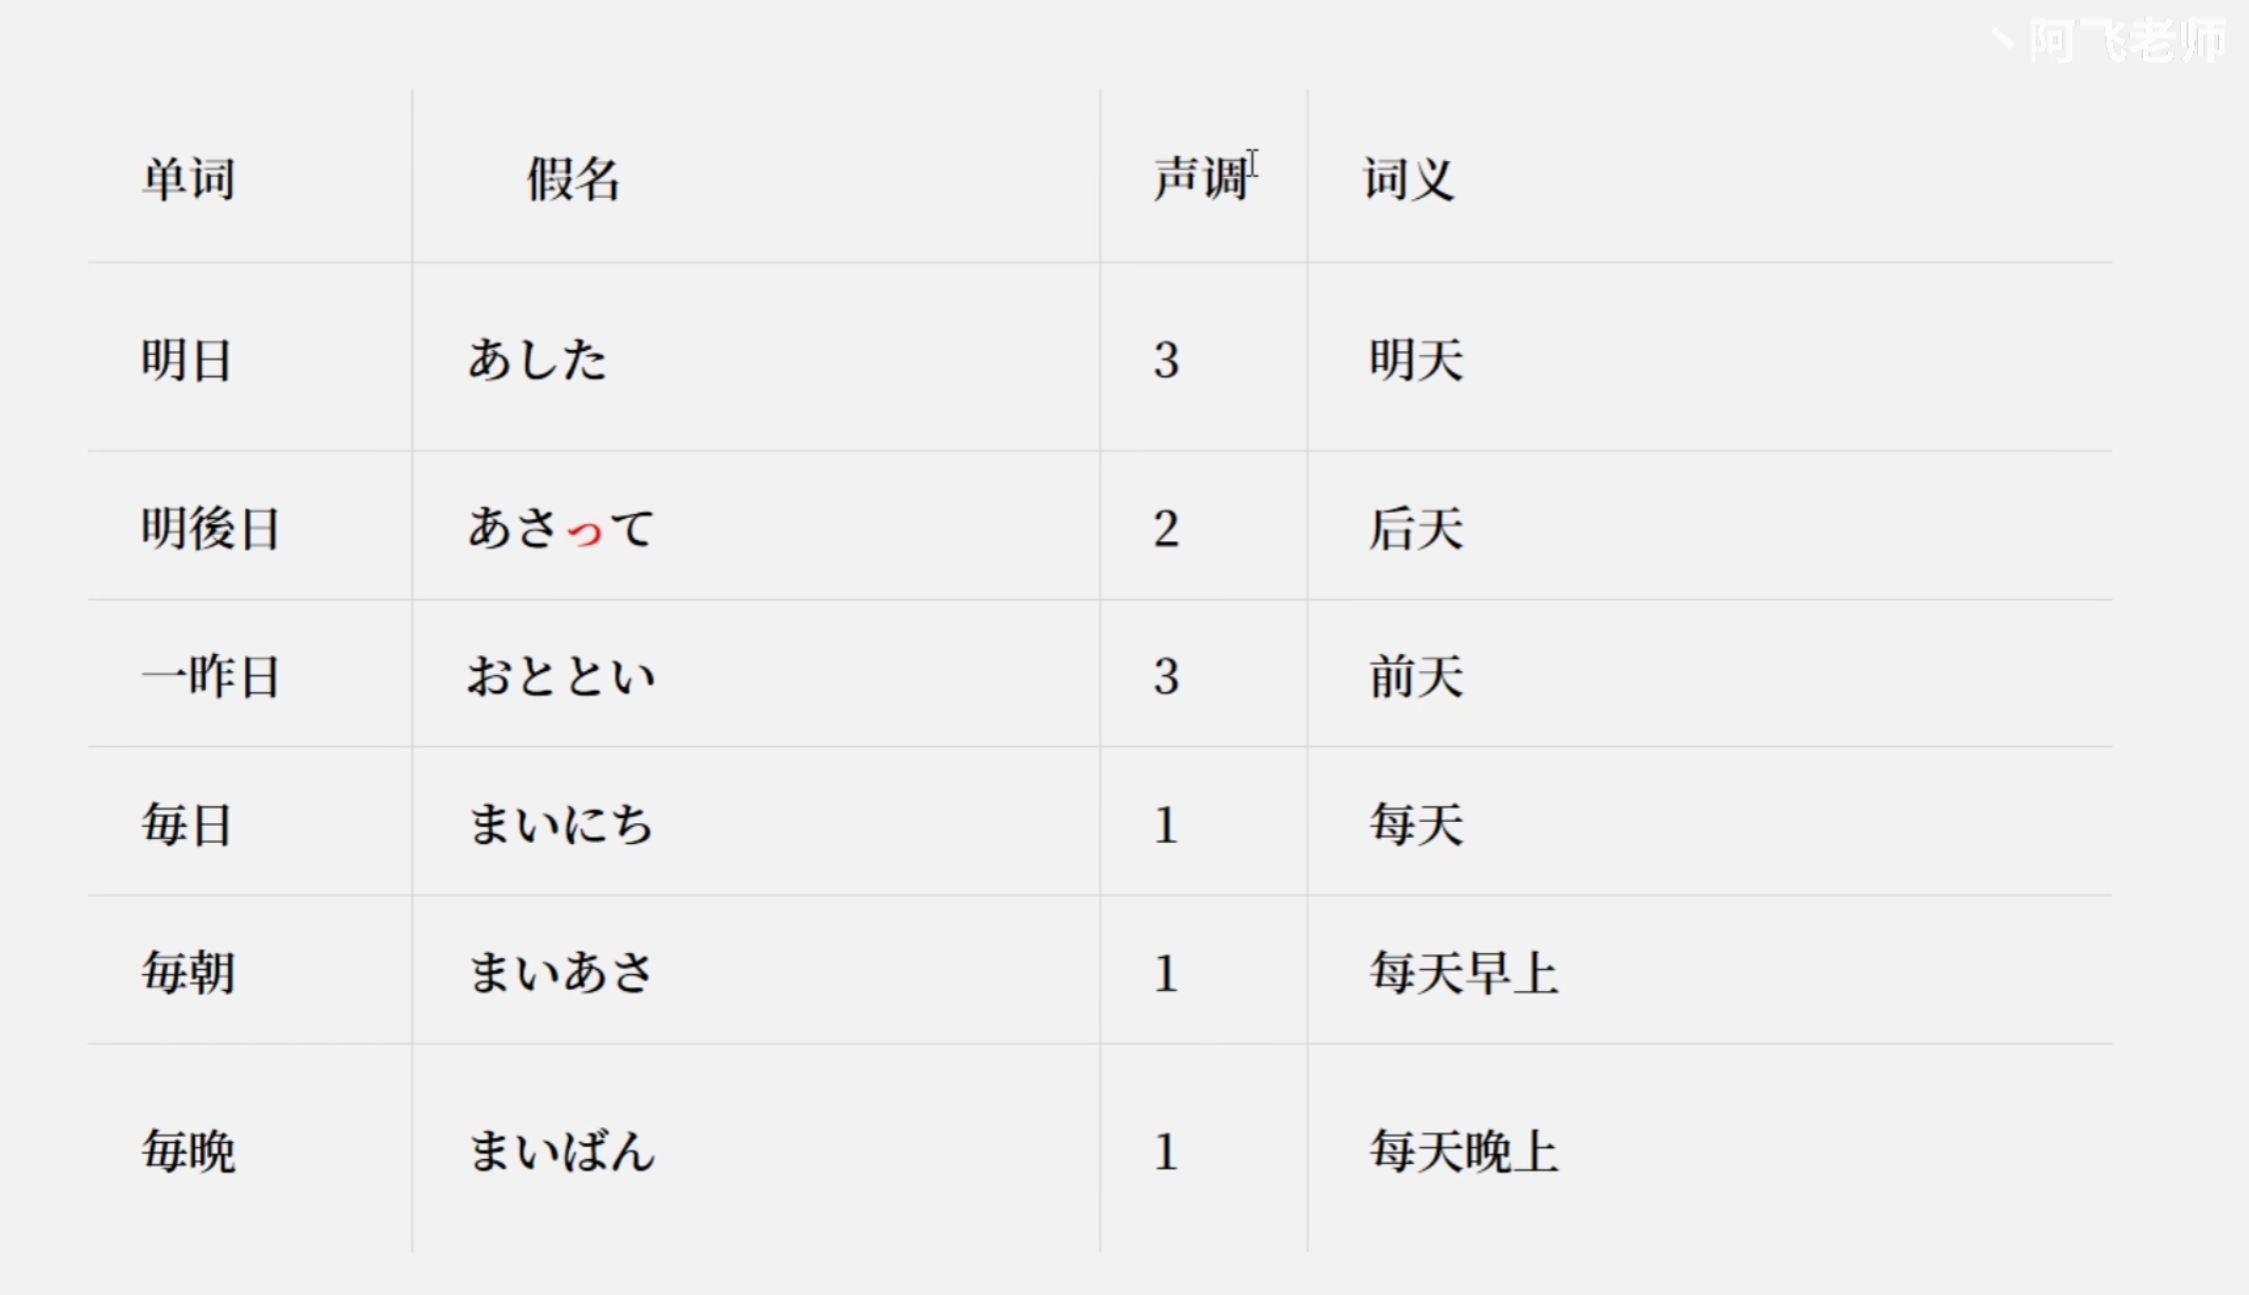 丶阿飞老师
单词 假名 声调 词义
明日 あした 3 明天
明後日 あさって 2 后天
一昨日 おととい 3 前天
毎日 まいにち 1 每天
毎朝 まいあさ 1 每天早上
毎晩 まいばん 1 每天晚上